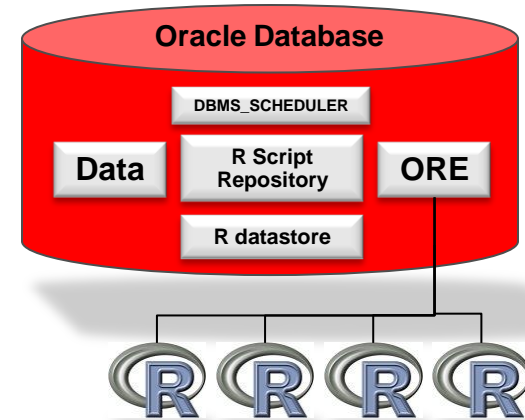 Oracle Database
DBMS_SCHEDULER
Data
R Script
Repository
ORE
R datastore
R R R R